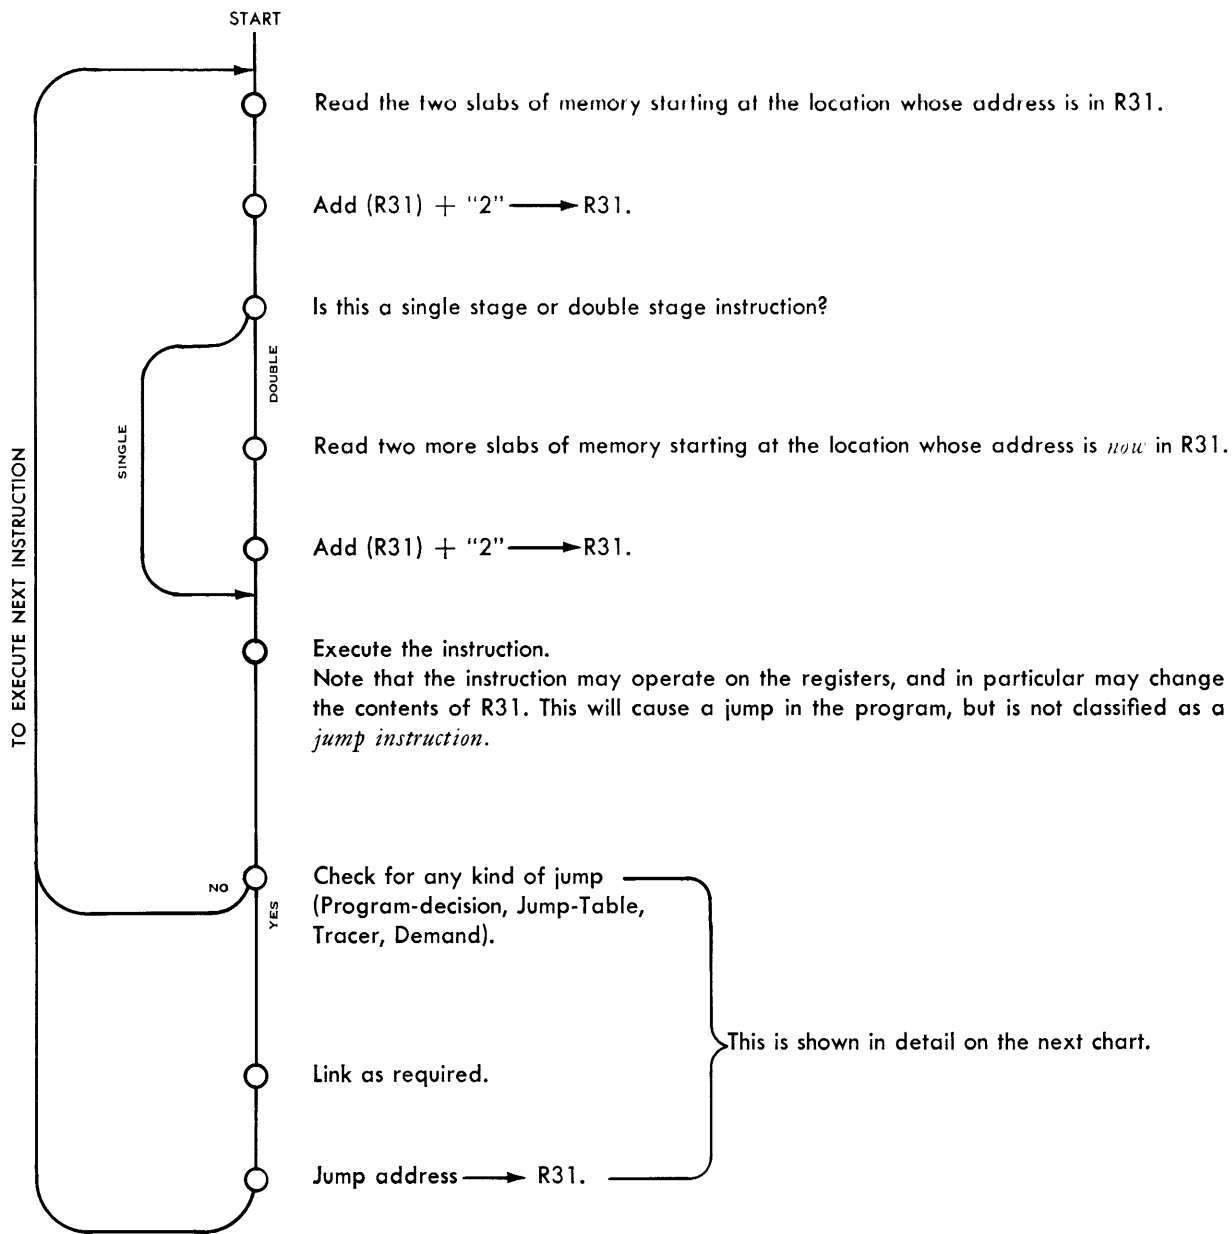 START
Read the two slabs of memory starting at the location whose address is in R31.
Add (R31) + “2” ⟶ R31.
Is this a single stage or double stage instruction?
DOUBLE
SINGLE
Read two more slabs of memory starting at the location whose address is now in R31.
Add (R31) + “2” ⟶ R31.
TO EXECUTE NEXT INSTRUCTION
Execute the instruction.
Note that the instruction may operate on the registers, and in particular may change
the contents of R31. This will cause a jump in the program, but is not classified as a
jump instruction.
NO
YES
Check for any kind of jump
(Program-decision, Jump-Table,
Tracer, Demand).
This is shown in detail on the next chart.
Link as required.
Jump address ⟶ R31.